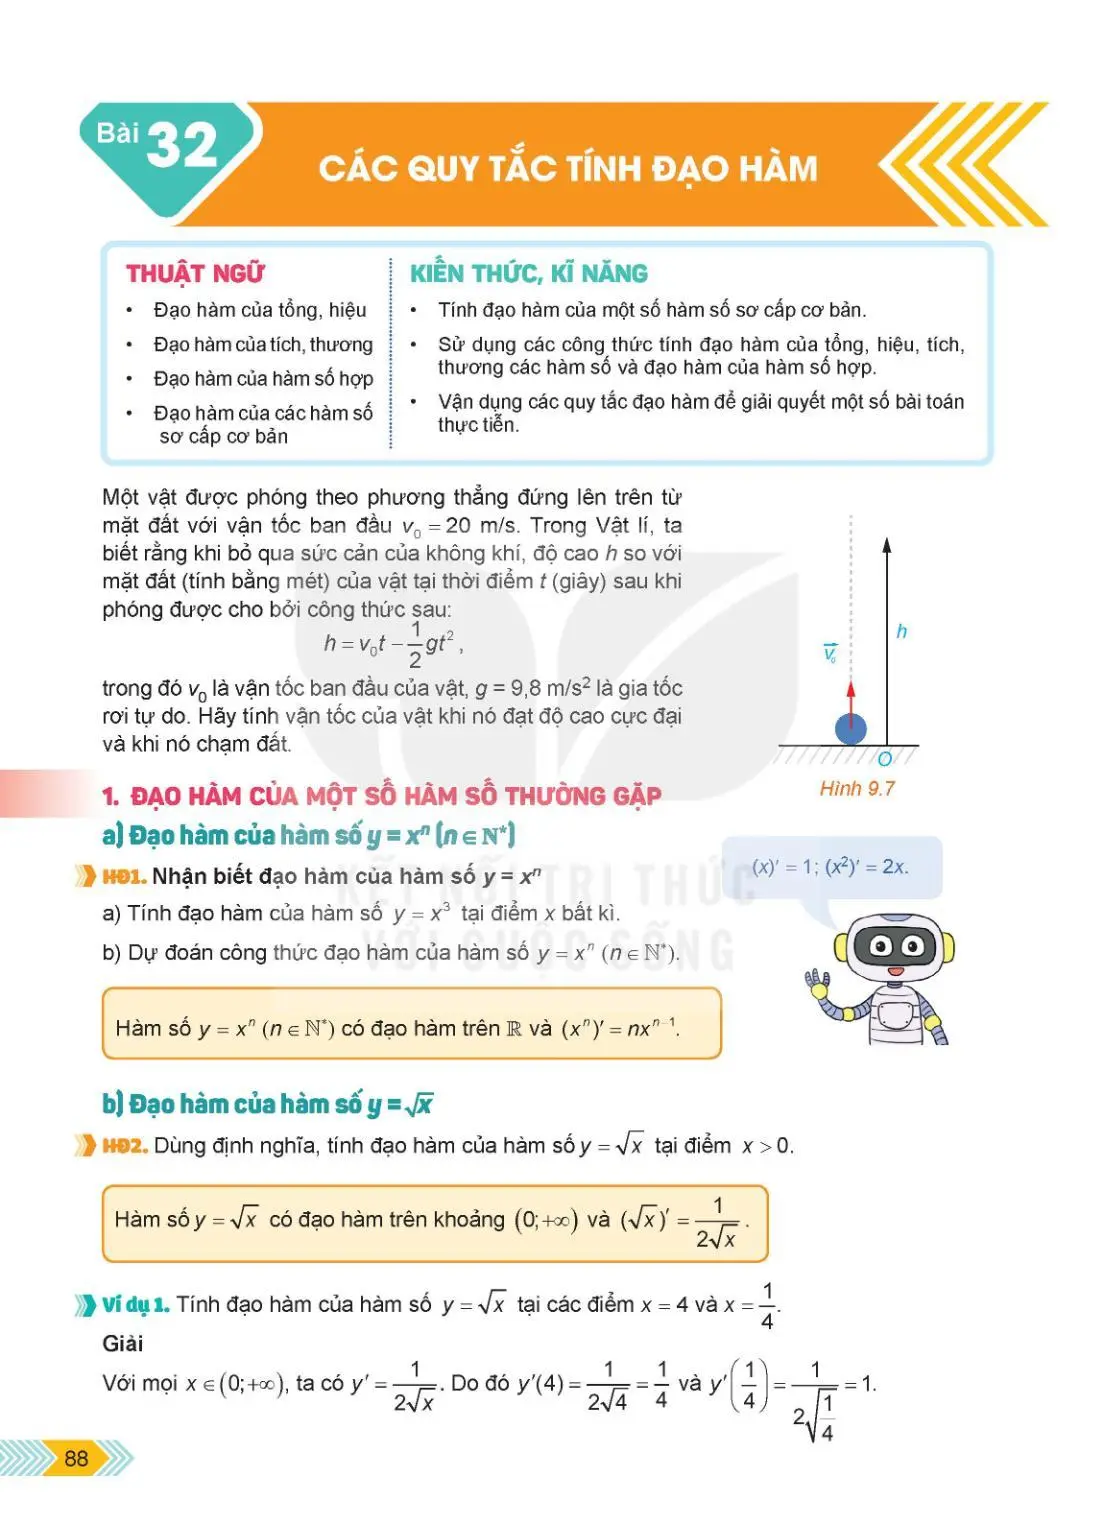 Bài 32
CÁC QUY TẮC TÍNH ĐẠO HÀM
THUẬT NGỮ
• Đạo hàm của tổng, hiệu
• Đạo hàm của tích, thương
• Đạo hàm của hàm số hợp
• Đạo hàm của các hàm số
sơ cấp cơ bản
KIẾN THỨC, KĨ NĂNG
• Tính đạo hàm của một số hàm số sơ cấp cơ bản.
• Sử dụng các công thức tính đạo hàm của tổng, hiệu, tích,
thương các hàm số và đạo hàm của hàm số hợp.
• Vận dụng các quy tắc đạo hàm để giải quyết một số bài toán
thực tiễn.
Một vật được phóng theo phương thẳng đứng lên trên từ
mặt đất với vận tốc ban đầu v₀ = 20 m/s. Trong Vật lí, ta
biết rằng khi bỏ qua sức cản của không khí, độ cao h so với
mặt đất (tính bằng mét) của vật tại thời điểm t (giây) sau khi
phóng được cho bởi công thức sau:
h = v₀t − 1/2 gt²,
trong đó v₀ là vận tốc ban đầu của vật, g = 9,8 m/s² là gia tốc
rơi tự do. Hãy tính vận tốc của vật khi nó đạt độ cao cực đại
và khi nó chạm đất.
h
v₀
O
Hình 9.7
1. ĐẠO HÀM CỦA MỘT SỐ HÀM SỐ THƯỜNG GẶP
a) Đạo hàm của hàm số y = xⁿ (n ∈ ℕ*)
HĐ1. Nhận biết đạo hàm của hàm số y = xⁿ
a) Tính đạo hàm của hàm số y = x³ tại điểm x bất kì.
b) Dự đoán công thức đạo hàm của hàm số y = xⁿ (n ∈ ℕ*).
(x)′ = 1; (x²)′ = 2x.
KẾT NỐI TRI THỨC
VỚI CUỘC SỐNG
Hàm số y = xⁿ (n ∈ ℕ*) có đạo hàm trên ℝ và (xⁿ)′ = nxⁿ⁻¹.
b) Đạo hàm của hàm số y = √x
HĐ2. Dùng định nghĩa, tính đạo hàm của hàm số y = √x tại điểm x > 0.
Hàm số y = √x có đạo hàm trên khoảng (0; +∞) và (√x)′ = 1/(2√x).
Ví dụ 1. Tính đạo hàm của hàm số y = √x tại các điểm x = 4 và x = 1/4.
Giải
Với mọi x ∈ (0; +∞), ta có y′ = 1/(2√x). Do đó y′(4) = 1/(2√4) = 1/4 và y′(1/4) = 1/(2√(1/4)) = 1.
88